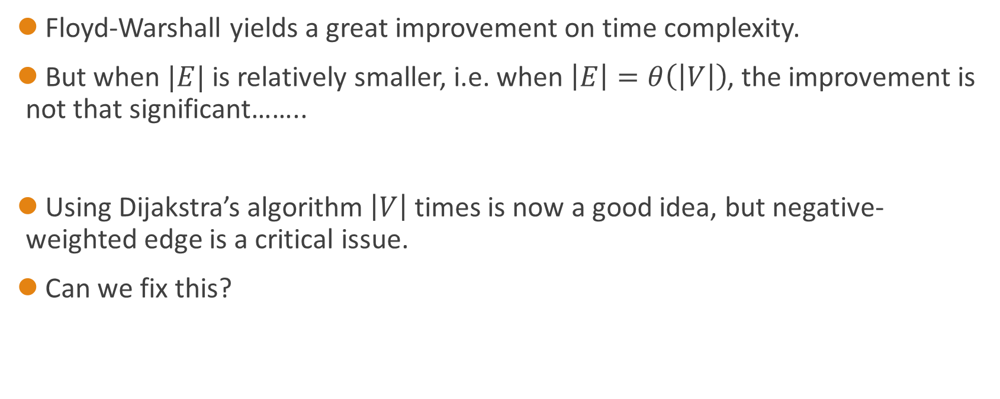 ● Floyd-Warshall yields a great improvement on time complexity.
● But when |E| is relatively smaller, i.e. when |E| = θ(|V|), the improvement is
not that significant……..
● Using Dijakstra’s algorithm |V| times is now a good idea, but negative-
weighted edge is a critical issue.
● Can we fix this?